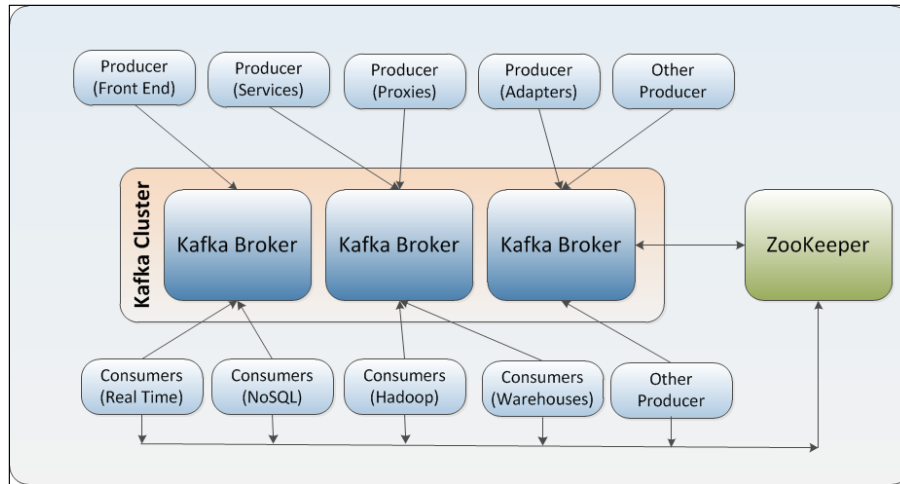 Producer
(Front End)
Producer
(Services)
Producer
(Proxies)
Producer
(Adapters)
Other
Producer
Kafka Cluster
Kafka Broker
Kafka Broker
Kafka Broker
ZooKeeper
Consumers
(Real Time)
Consumers
(NoSQL)
Consumers
(Hadoop)
Consumers
(Warehouses)
Other
Producer